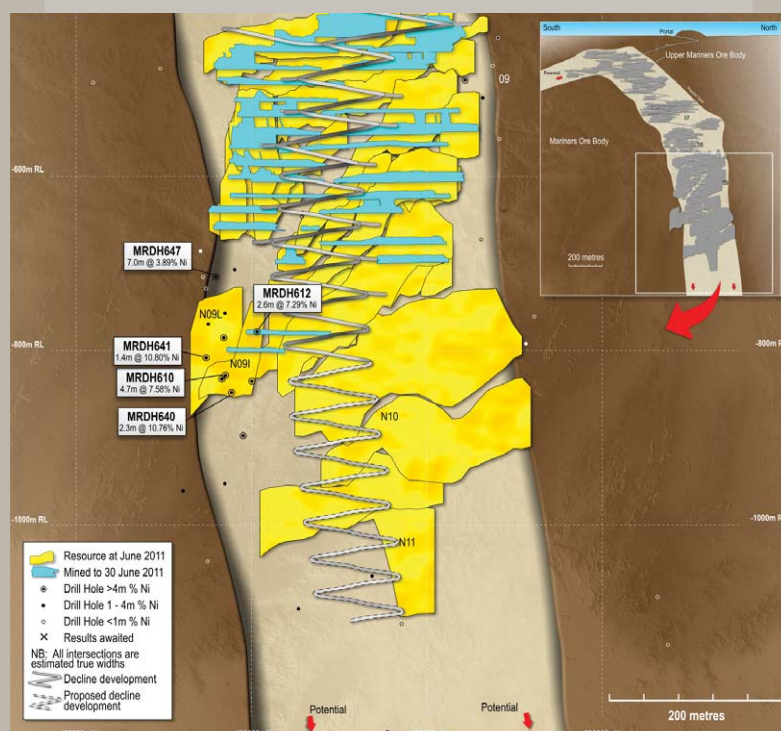 South
Portal
North
Upper Mariners Ore Body
Potential
07
08
Mariners Ore Body
200 metres
09
-600m RL
MRDH647
7.0m @ 3.89% Ni
MRDH612
2.6m @ 7.29% Ni
N09L
MRDH641
1.4m @ 10.80% Ni
N09I
MRDH610
4.7m @ 7.58% Ni
MRDH640
2.3m @ 10.76% Ni
-800m RL
-800m RL
N10
-1000m RL
-1000m RL
N11
Resource at June 2011
Mined to 30 June 2011
Drill Hole >4m % Ni
Drill Hole 1 - 4m % Ni
Drill Hole <1m % Ni
Results awaited
NB: All intersections are
estimated true widths
Decline development
Proposed decline
development
Potential
Potential
200 metres